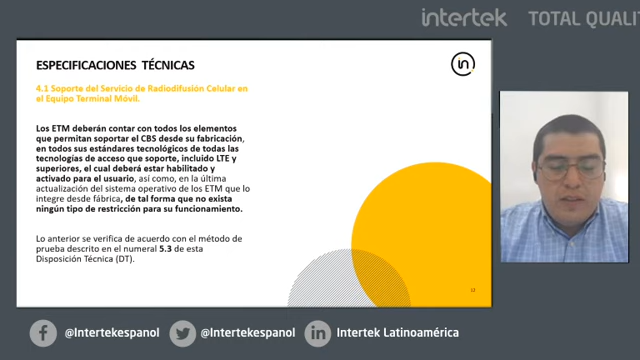 intertek TOTAL QUALI
ESPECIFICACIONES TÉCNICAS
in
4.1 Soporte del Servicio de Radiodifusión Celular en
el Equipo Terminal Móvil.
Los ETM deberán contar con todos los elementos
que permitan soportar el CBS desde su fabricación,
en todos sus estándares tecnológicos de todas las
tecnologías de acceso que soporte, incluido LTE y
superiores, el cual deberá estar habilitado y
activado para el usuario, así como, en la última
actualización del sistema operativo de los ETM que lo
integre desde fábrica, de tal forma que no exista
ningún tipo de restricción para su funcionamiento.
Lo anterior se verifica de acuerdo con el método de
prueba descrito en el numeral 5.3 de esta
Disposición Técnica (DT).
@Intertekespanol @Intertekespanol Intertek Latinoamérica